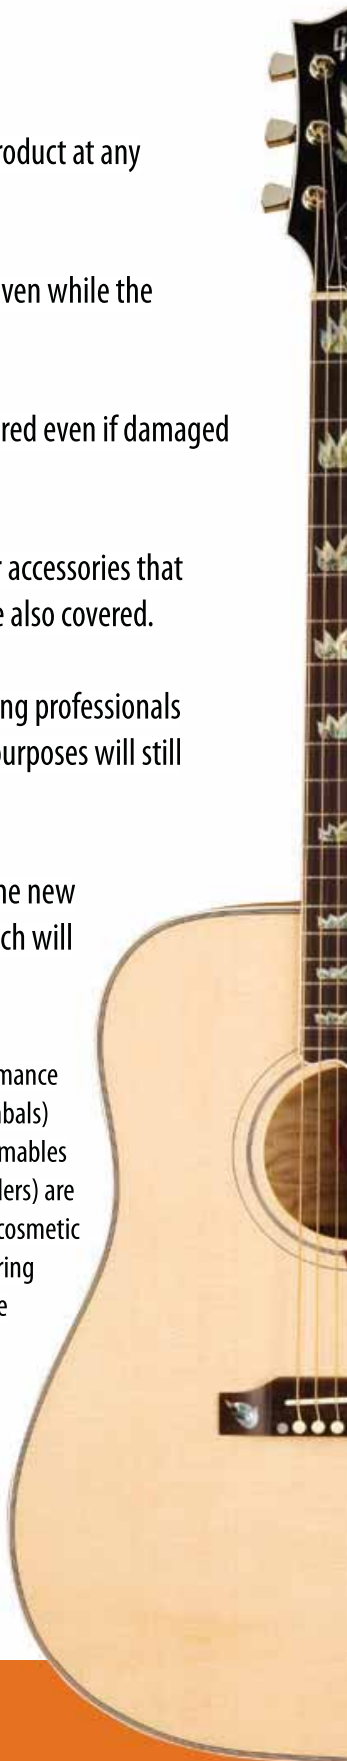 roduct at any
ven while the
red even if damaged
accessories that
also covered.
ng professionals
urposes will still
he new
ch will
mance
bals)
mables
lers) are
cosmetic
ring
e